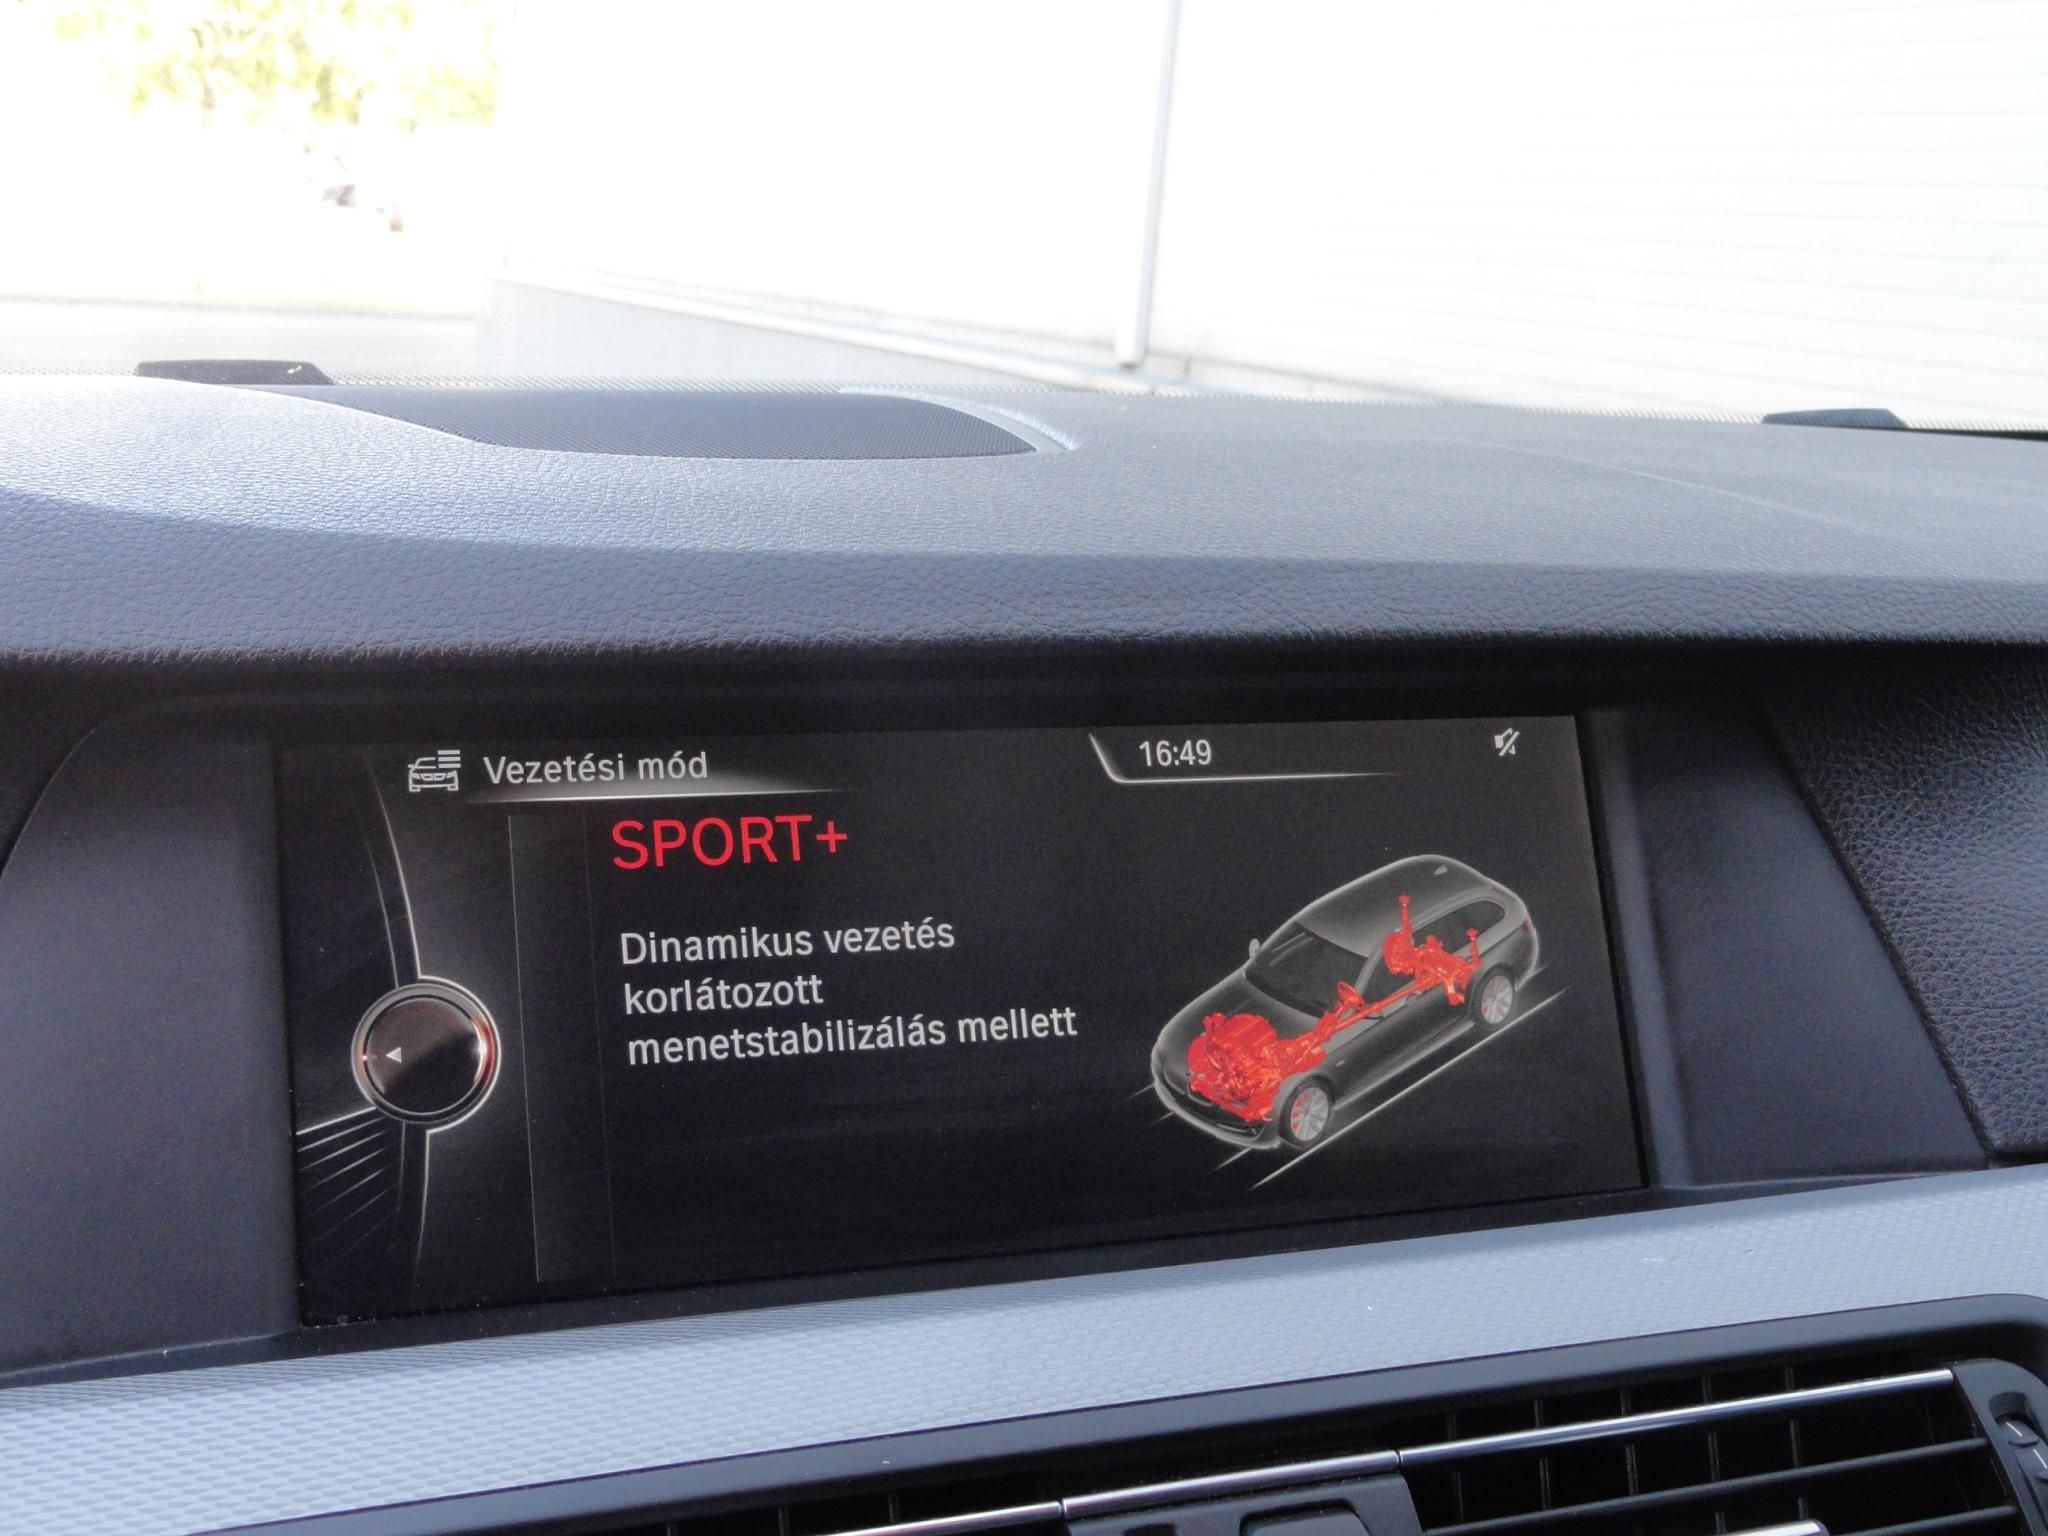 Vezetési mód
16:49
SPORT+
Dinamikus vezetés
korlátozott
menetstabilizálás mellett